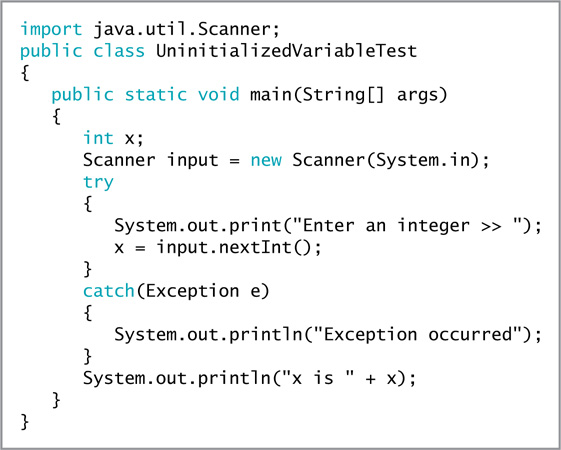 import java.util.Scanner;
public class UninitializedVariableTest
{
   public static void main(String[] args)
   {
      int x;
      Scanner input = new Scanner(System.in);
      try
      {
         System.out.print("Enter an integer >> ");
         x = input.nextInt();
      }
      catch(Exception e)
      {
         System.out.println("Exception occurred");
      }
      System.out.println("x is " + x);
   }
}